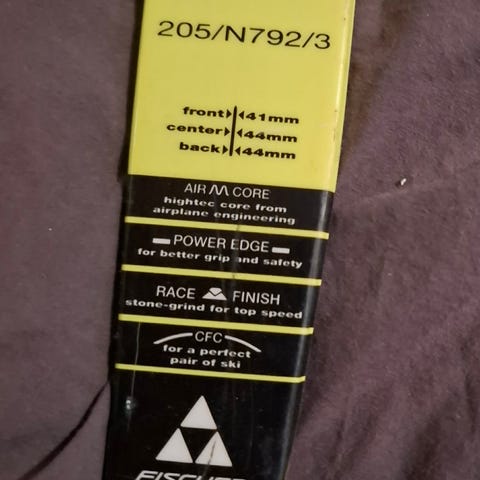 205/N792/3
front 41mm
center 44mm
back 44mm
AIR CORE
hightec core from
airplane engineering
POWER EDGE
for better grip and safety
RACE FINISH
stone-grind for top speed
CFC
for a perfect
pair of ski
FISCHER